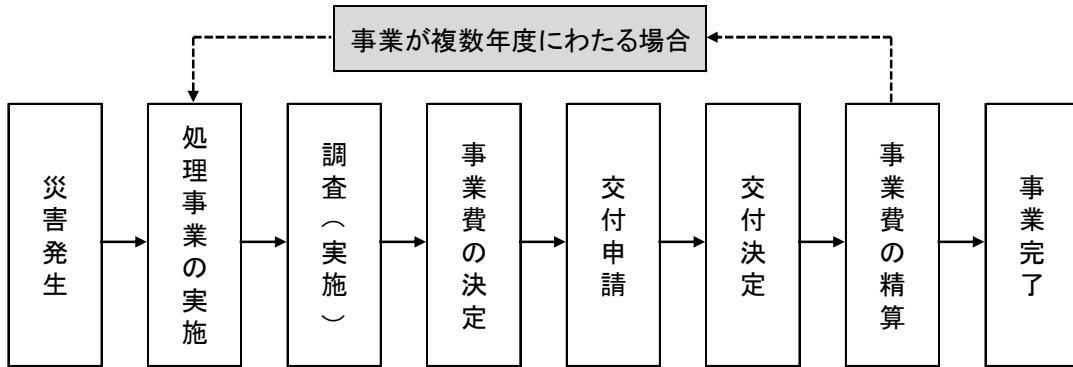 事業が複数年度にわたる場合
災害発生
処理事業の実施
調査（実施）
事業費の決定
交付申請
交付決定
事業費の精算
事業完了